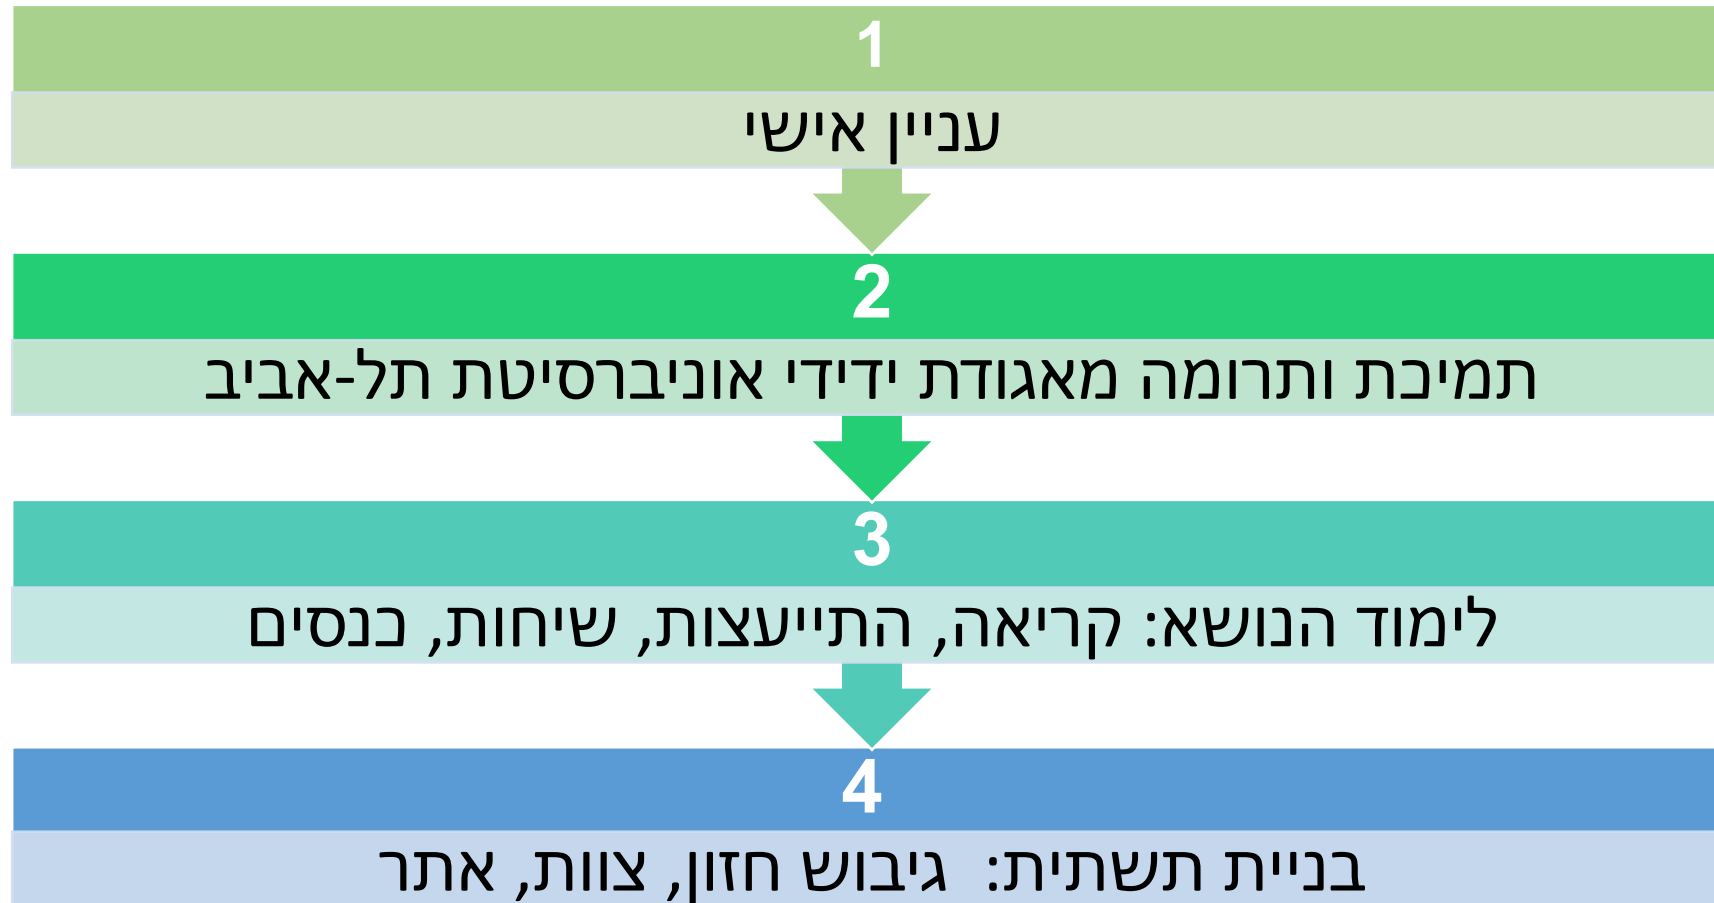 1
עניין אישי
2
תמיכת ותרומה מאגודת ידידי אוניברסיטת תל-אביב
3
לימוד הנושא: קריאה, התייעצות, שיחות, כנסים
4
בניית תשתית: גיבוש חזון, צוות, אתר